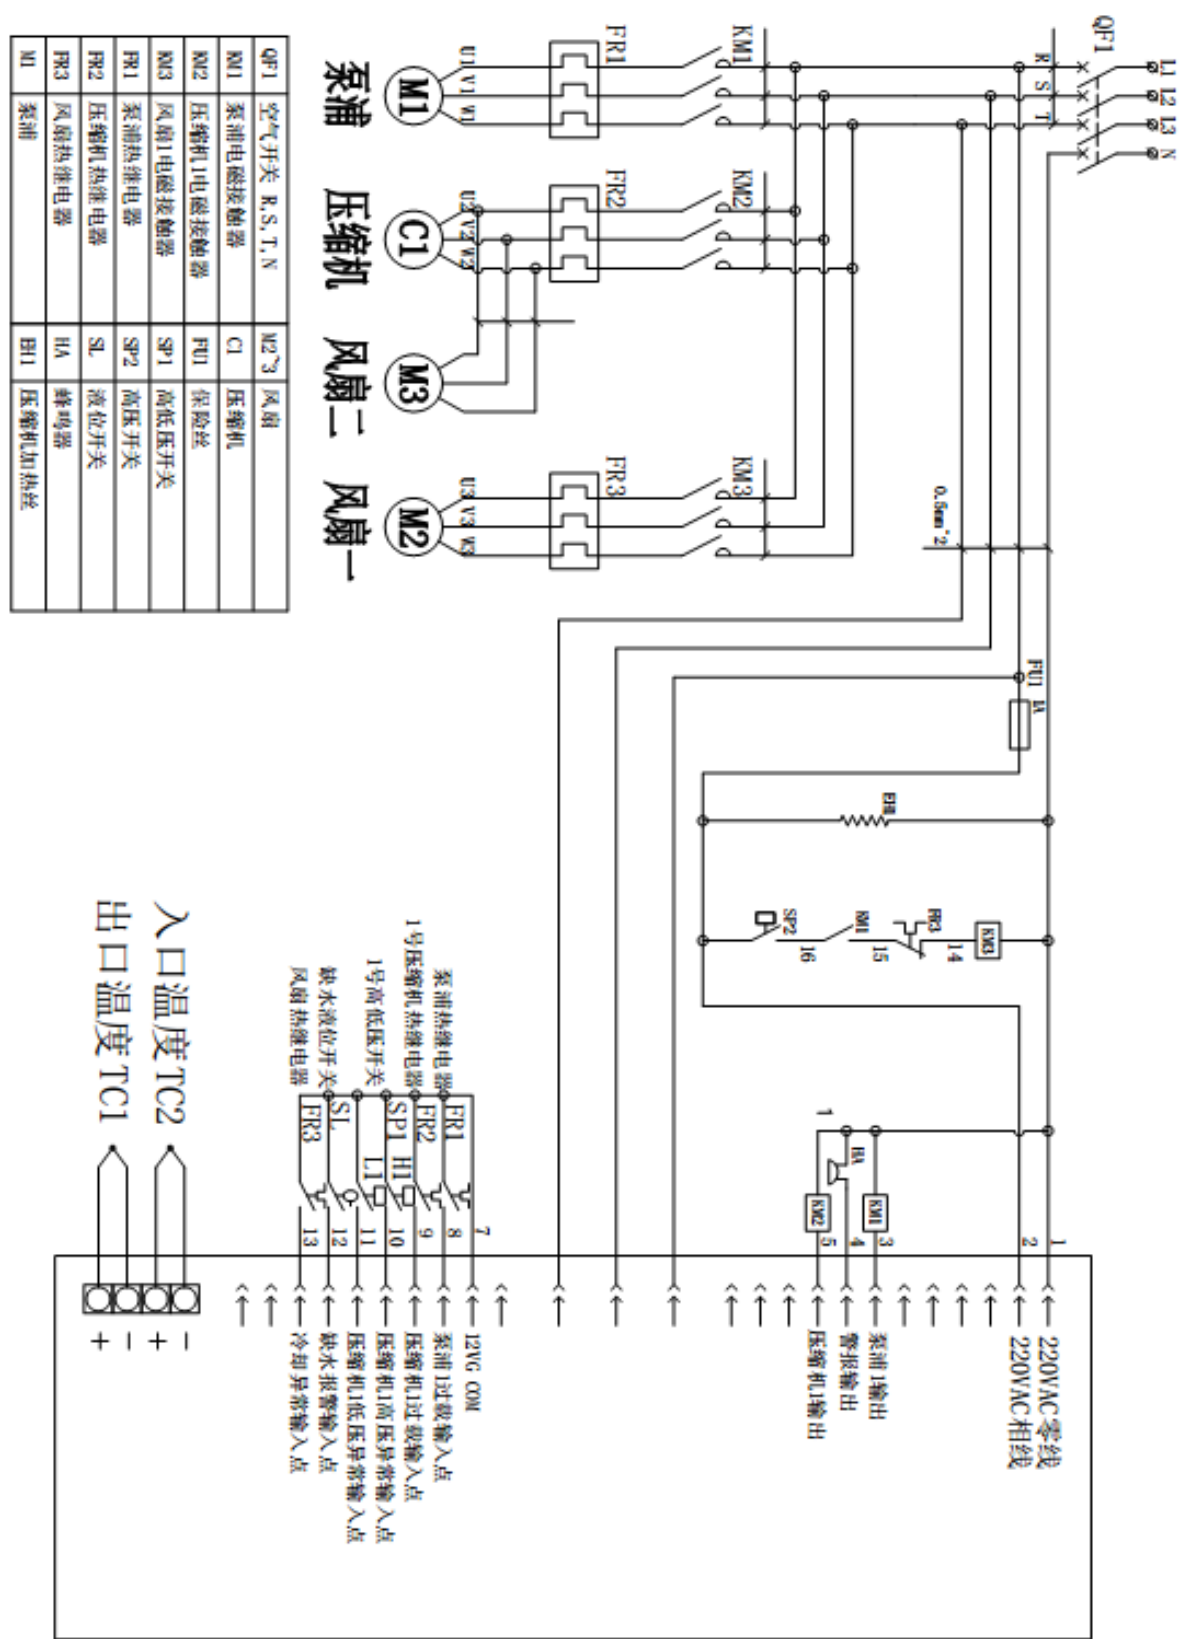 QF1
L1
L2
L3
N
R
S
T
KM1
FR1
U1
V1
W1
M1
泵浦
KM2
FR2
U2
V2
W2
C1
压缩机
M3
风扇二
KM3
FR3
U3
V3
W3
M2
风扇一
0.5mm^2
FU1
1A
EH1
KM3
14
FR3
15
KM1
16
SP2
1
HA
KM1
KM2
1
2
3
4
5
220VAC零线
220VAC相线
泵浦1输出
警报输出
压缩机1输出
泵浦热继电器
1号压缩机热继电器
1号高低压开关
缺水液位开关
风扇热继电器
FR1
FR2
SP1 H1
L1
SL
FR3
7
8
9
10
11
12
13
12VG COM
泵浦1过载输入点
压缩机1过载输入点
压缩机1高压异常输入点
压缩机1低压异常输入点
缺水报警输入点
冷却异常输入点
入口温度TC2
出口温度TC1
−
+
−
+
QF1 空气开关 R,S,T,N M2~3 风扇
KM1 泵浦电磁接触器 C1 压缩机
KM2 压缩机1电磁接触器 FU1 保险丝
KM3 风扇1电磁接触器 SP1 高低压开关
FR1 泵浦热继电器 SP2 高压开关
FR2 压缩机热继电器 SL 液位开关
FR3 风扇热继电器 HA 蜂鸣器
M1 泵浦 EH1 压缩机加热丝